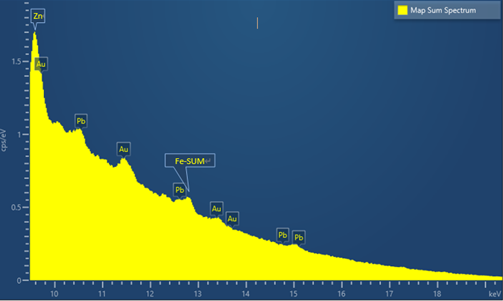 Map Sum Spectrum
Zn
Au
Pb
Au
Fe-SUM
Pb
Au
Au
Pb
Pb
cps/eV
1.5
1
0.5
0
10 11 12 13 14 15 16 17 18 keV